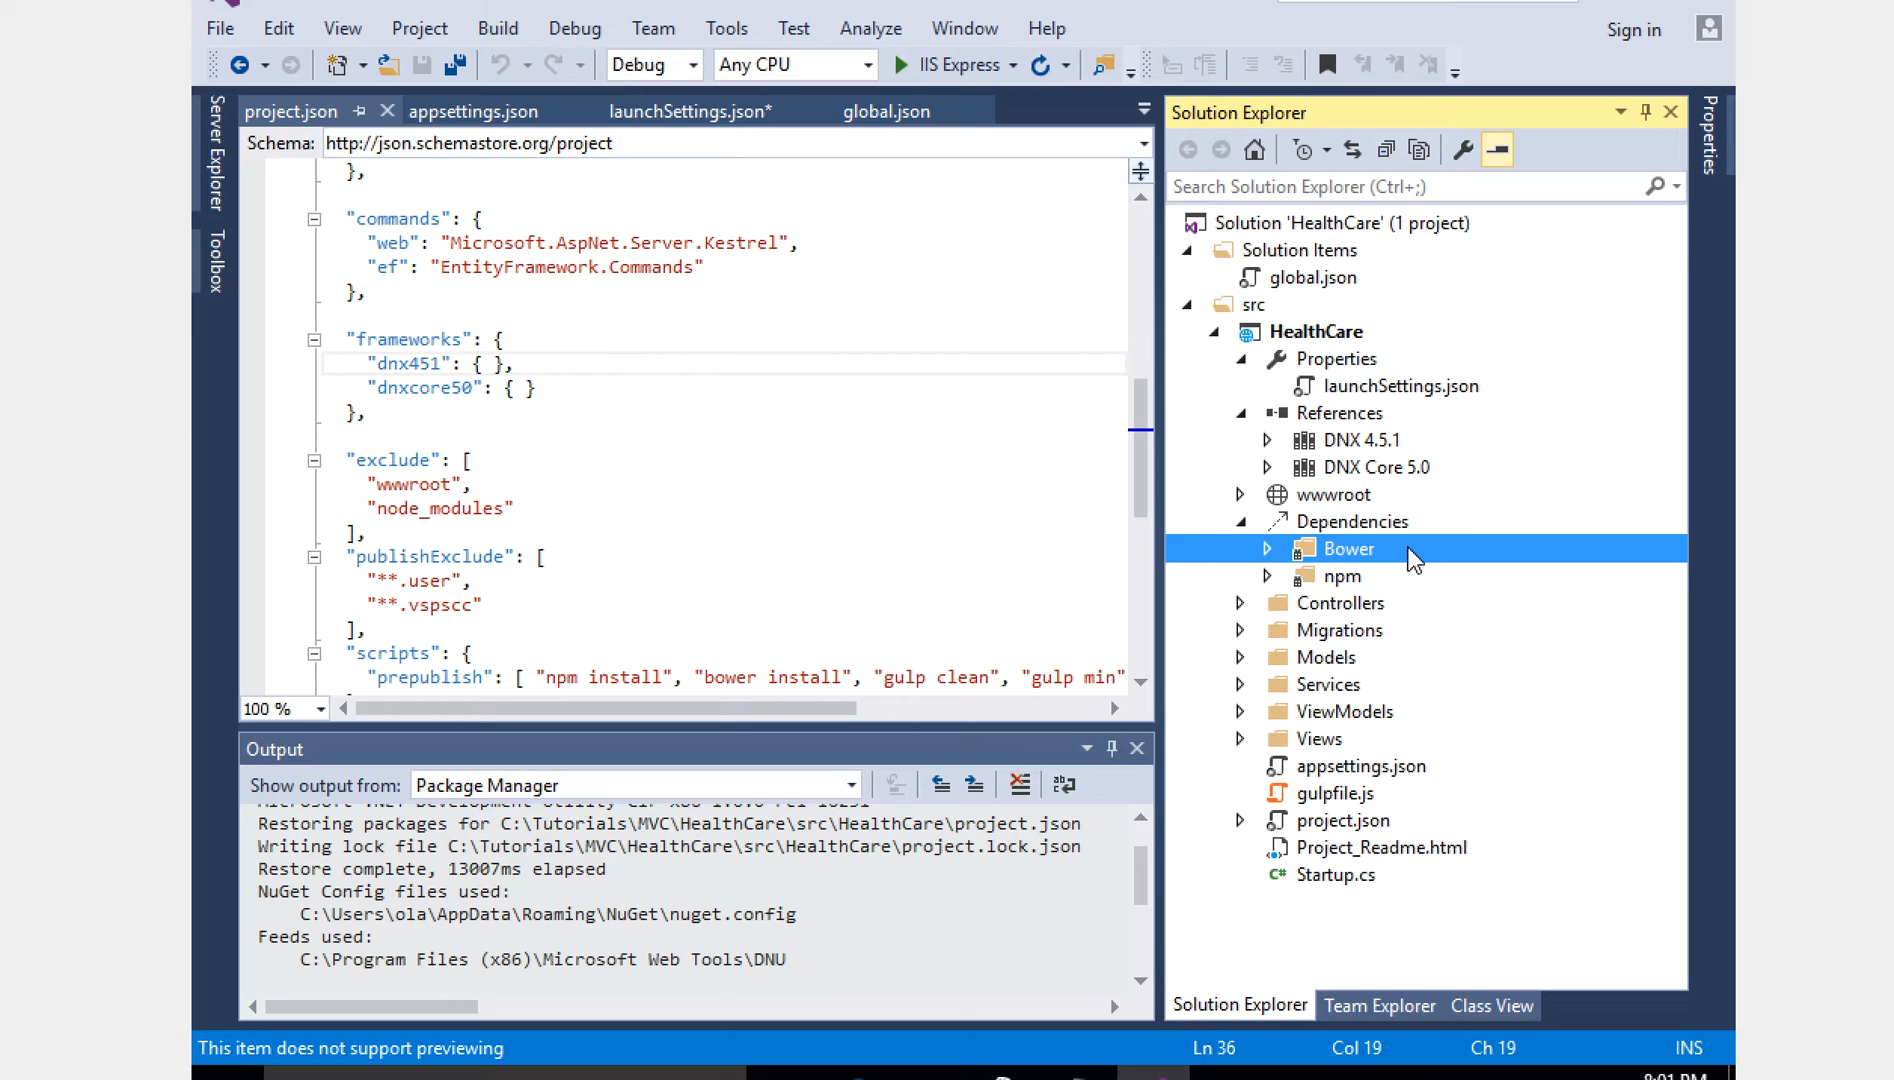 File Edit View Project Build Debug Team Tools Test Analyze Window Help Sign in
Debug Any CPU IIS Express
Server Explorer
Toolbox
project.json appsettings.json launchSettings.json* global.json
Schema: http://json.schemastore.org/project
},
"commands": {
"web": "Microsoft.AspNet.Server.Kestrel",
"ef": "EntityFramework.Commands"
},
"frameworks": {
"dnx451": { },
"dnxcore50": { }
},
"exclude": [
"wwwroot",
"node_modules"
],
"publishExclude": [
"**.user",
"**.vspscc"
],
"scripts": {
"prepublish": [ "npm install", "bower install", "gulp clean", "gulp min"
100 %
Output
Show output from: Package Manager
Restoring packages for C:\Tutorials\MVC\HealthCare\src\HealthCare\project.json
Writing lock file C:\Tutorials\MVC\HealthCare\src\HealthCare\project.lock.json
Restore complete, 13007ms elapsed
NuGet Config files used:
C:\Users\ola\AppData\Roaming\NuGet\nuget.config
Feeds used:
C:\Program Files (x86)\Microsoft Web Tools\DNU
Solution Explorer
Search Solution Explorer (Ctrl+;)
Solution 'HealthCare' (1 project)
Solution Items
global.json
src
HealthCare
Properties
launchSettings.json
References
DNX 4.5.1
DNX Core 5.0
wwwroot
Dependencies
Bower
npm
Controllers
Migrations
Models
Services
ViewModels
Views
appsettings.json
gulpfile.js
project.json
Project_Readme.html
C# Startup.cs
Solution Explorer Team Explorer Class View
Properties
This item does not support previewing Ln 36 Col 19 Ch 19 INS
8:01 PM